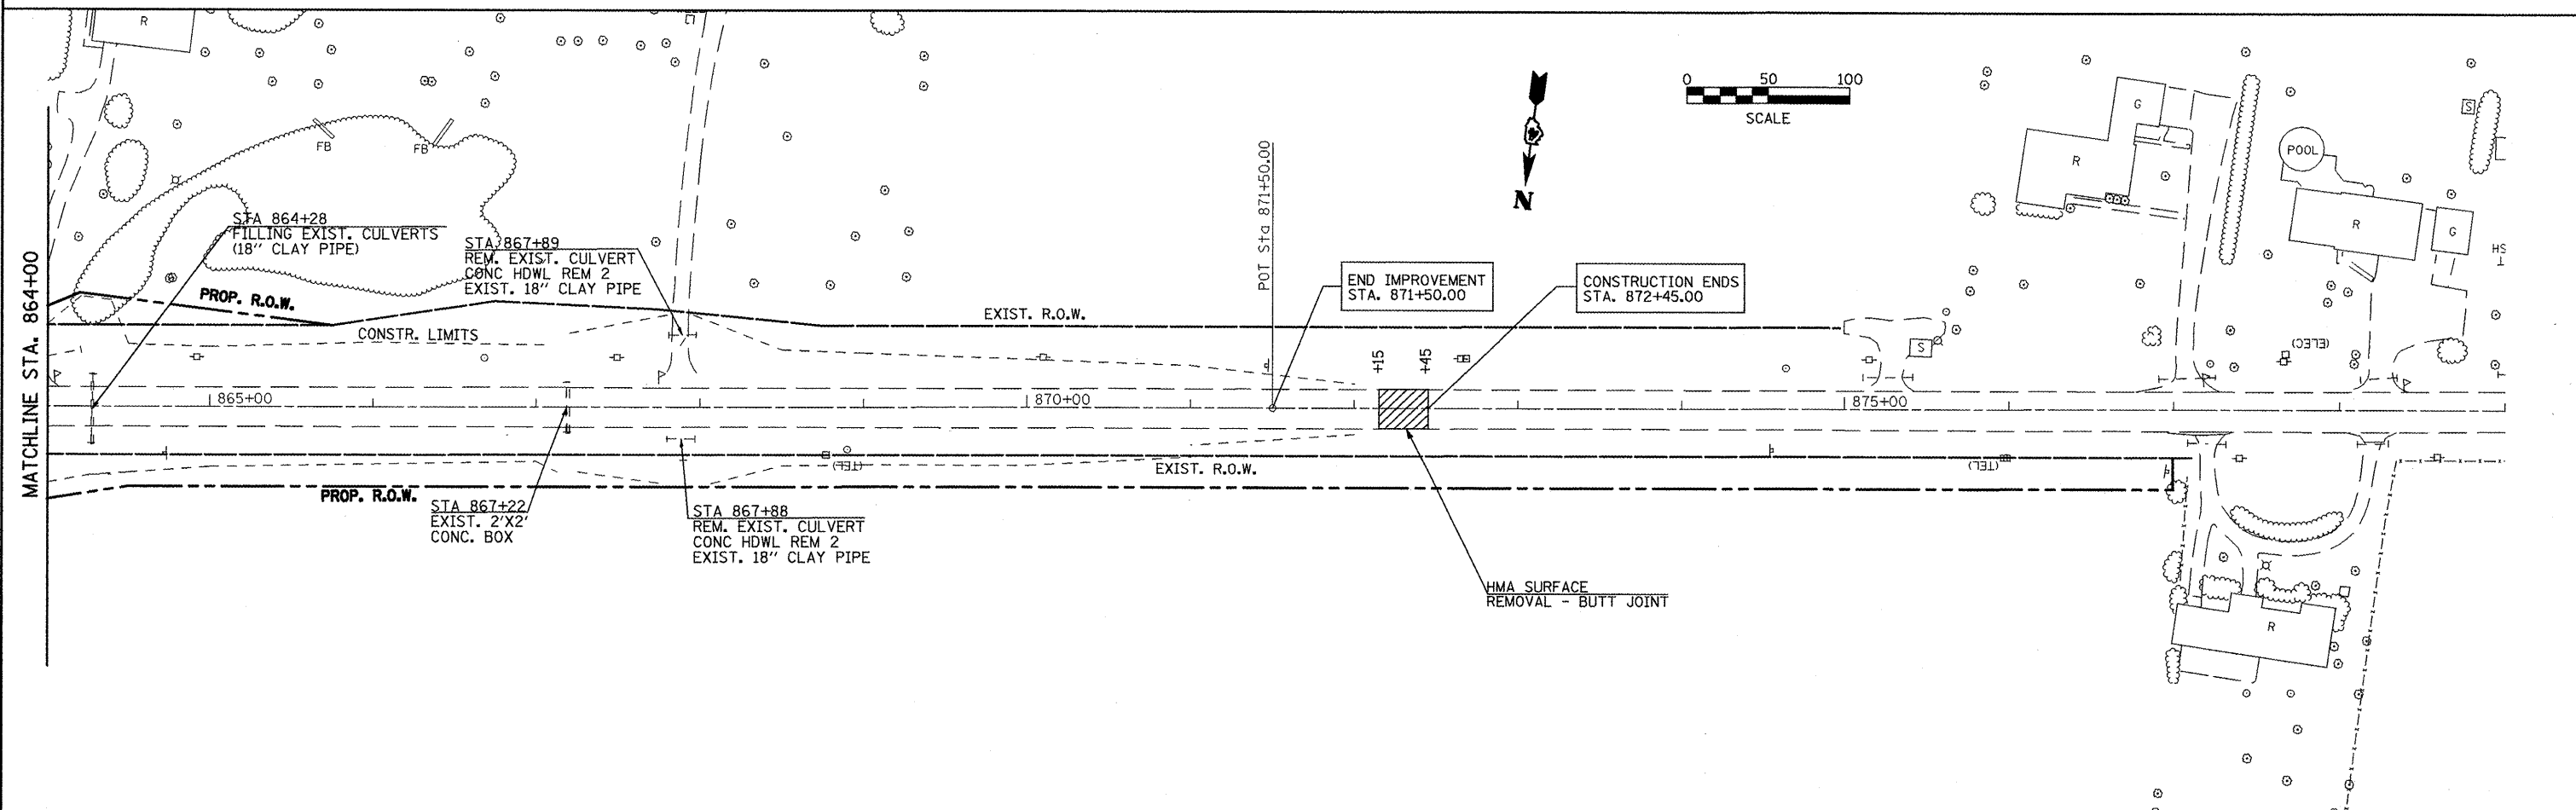 R
0 50 100
SCALE
N
FB
FB
G
R
POOL
S
R
G
HS
STA 864+28
FILLING EXIST. CULVERTS
(18" CLAY PIPE)
STA 867+89
REM. EXIST. CULVERT
CONC HDWL REM 2
EXIST. 18" CLAY PIPE
POT Sta 871+50.00
END IMPROVEMENT
STA. 871+50.00
CONSTRUCTION ENDS
STA. 872+45.00
MATCHLINE STA. 864+00
PROP. R.O.W.
CONSTR. LIMITS
EXIST. R.O.W.
+15
+45
S
(ELEC)
P
P
865+00
870+00
875+00
(TEL)
EXIST. R.O.W.
(TEL)
PROP. R.O.W.
STA 867+22
EXIST. 2'X2'
CONC. BOX
STA 867+88
REM. EXIST. CULVERT
CONC HDWL REM 2
EXIST. 18" CLAY PIPE
HMA SURFACE
REMOVAL - BUTT JOINT
R